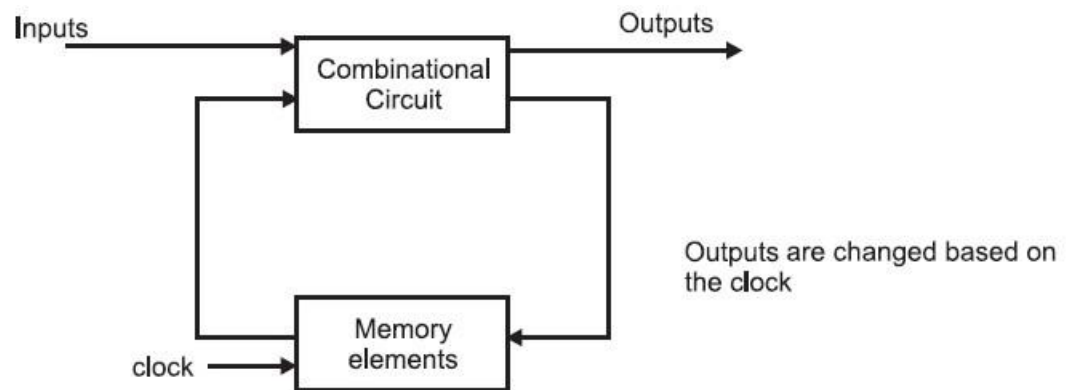 Inputs
Outputs
Combinational
Circuit
Outputs are changed based on
the clock
Memory
elements
clock